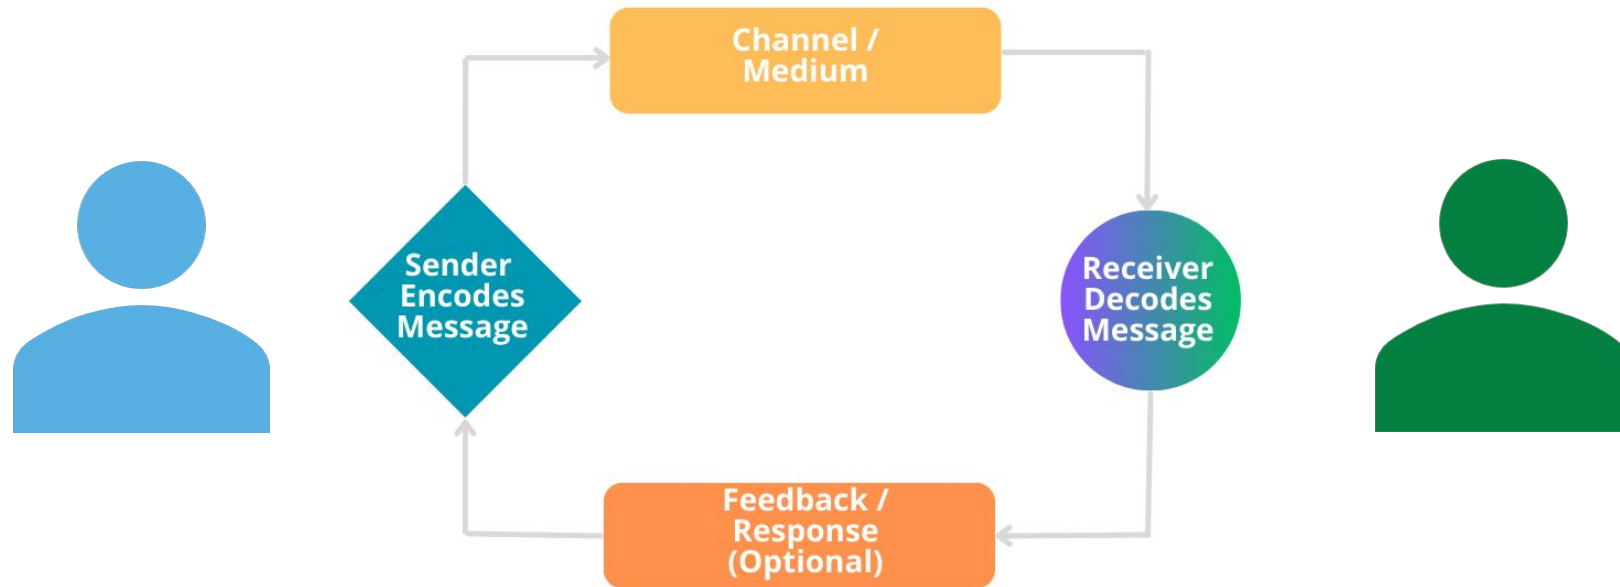 Channel /
Medium
Sender
Encodes
Message
Receiver
Decodes
Message
Feedback /
Response
(Optional)